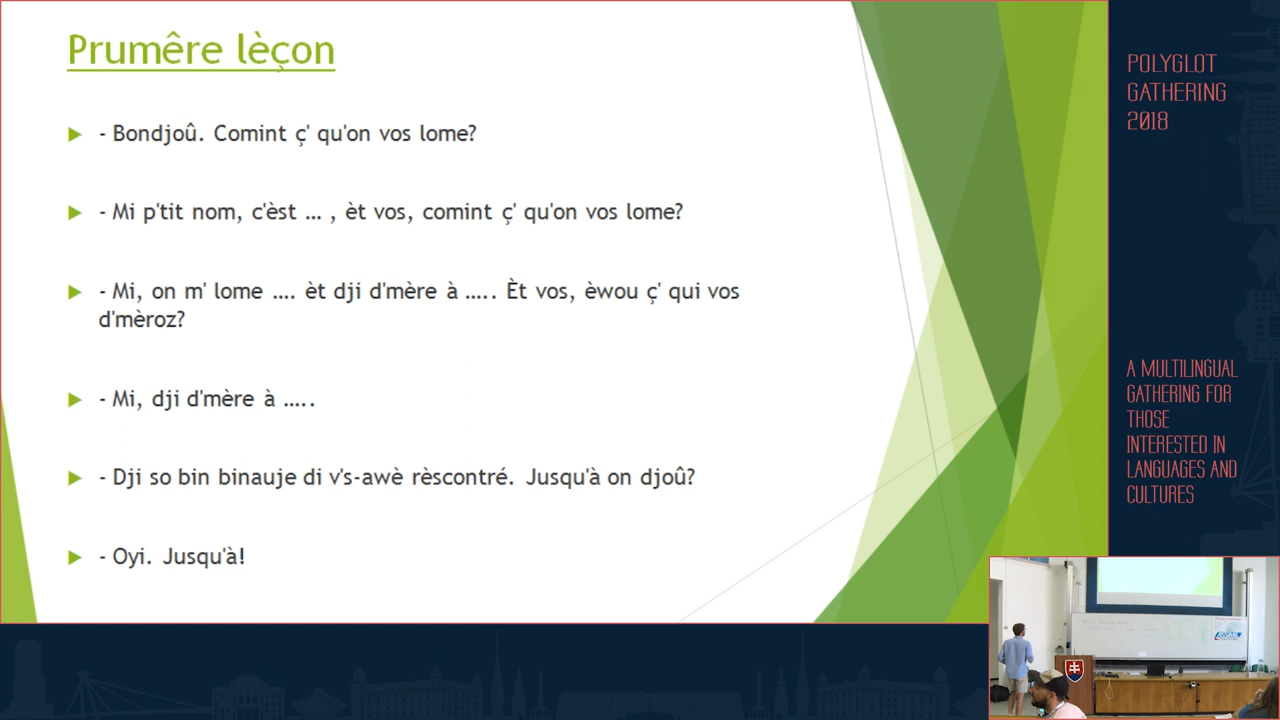 Prumêre lèçon
- Bondjoû. Comint ç' qu'on vos lome?
- Mi p'tit nom, c'èst ... , èt vos, comint ç' qu'on vos lome?
- Mi, on m' lome .... èt dji d'mère à ..... Èt vos, èwou ç' qui vos
d'mèroz?
- Mi, dji d'mère à .....
- Dji so bin binauje di v's-awè rèscontré. Jusqu'à on djoû?
- Oyi. Jusqu'à!
POLYGLOT
GATHERING
2018
A MULTILINGUAL
GATHERING FOR
THOSE
INTERESTED IN
LANGUAGES AND
CULTURES
ASSIMIL